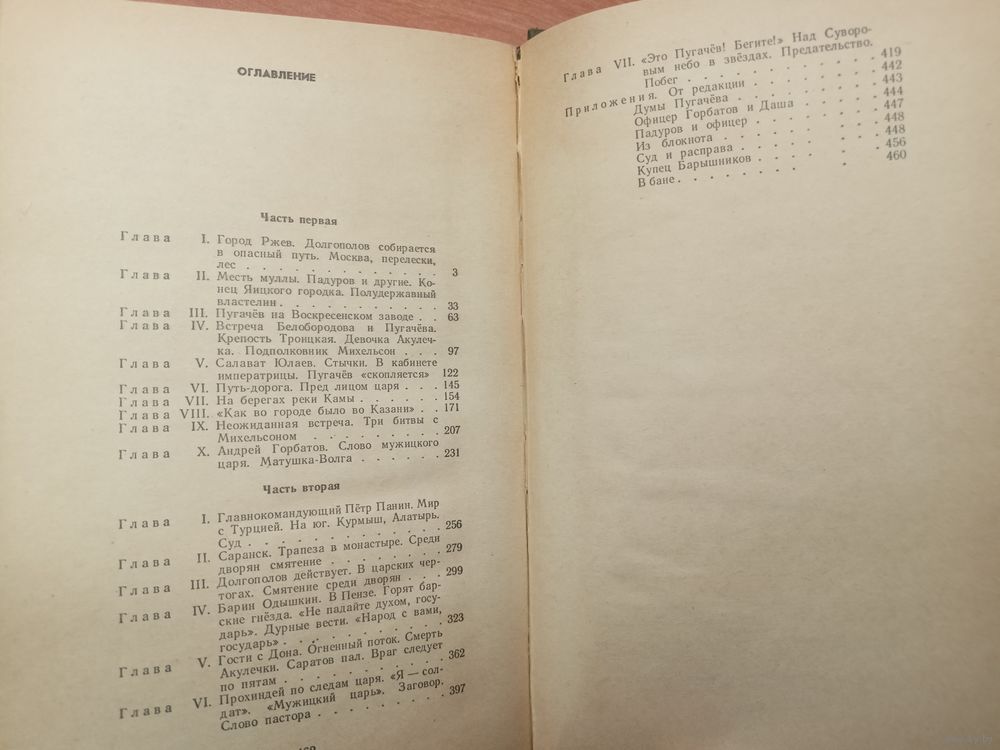 ОГЛАВЛЕНИЕ
Часть первая
Глава I. Город Ржев. Долгополов собирается
в опасный путь. Москва, перелески,
лес . . . . . . . . . . . . 3
Глава II. Месть муллы. Падуров и другие. Ко-
нец Яицкого городка. Полудержавный
властелин . . . . . . . . . . 33
Глава III. Пугачёв на Воскресенском заводе . . 63
Глава IV. Встреча Белобородова и Пугачёва.
Крепость Троицкая. Девочка Акулеч-
ка. Подполковник Михельсон . . . 97
Глава V. Салават Юлаев. Стычки. В кабинете
императрицы. Пугачёв «скопляется» 122
Глава VI. Путь-дорога. Пред лицом царя . . . 145
Глава VII. На берегах реки Камы . . . . . 154
Глава VIII. «Как во городе было во Казани» . . 171
Глава IX. Неожиданная встреча. Три битвы с
Михельсоном . . . . . . . . 207
Глава X. Андрей Горбатов. Слово мужицкого
царя. Матушка-Волга . . . . . . 231
Часть вторая
Глава I. Главнокомандующий Пётр Панин. Мир
с Турцией. На юг. Курмыш, Алатырь.
Суд . . . . . . . . . . . . 256
Глава II. Саранск. Трапеза в монастыре. Среди
дворян смятение . . . . . . . 279
Глава III. Долгополов действует. В царских чер-
тогах. Смятение среди дворян . . . 299
Глава IV. Барин Одышкин. В Пензе. Горят бар-
ские гнёзда. «Не падайте духом, госу-
дарь». Дурные вести. «Народ с вами,
государь» . . . . . . . . . . 323
Глава V. Гости с Дона. Огненный поток. Смерть
Акулечки. Саратов пал. Враг следует
по пятам . . . . . . . . . . 362
Глава VI. Прохиндей по следам царя. «Я — сол-
дат». «Мужицкий царь». Заговор.
Слово пастора . . . . . . . . 397
Глава VII. «Это Пугачёв! Бегите!» Над Суворо-
вым небо в звёздах. Предательство.
Побег . . . . . . . . . . . 419
Приложения. От редакции . . . . . . . 442
Думы Пугачёва . . . . . . . . 443
Офицер Горбатов и Даша . . . . . 444
Падуров и офицер . . . . . . . 447
Из блокнота . . . . . . . . . 448
Суд и расправа . . . . . . . . 448
Купец Барышников . . . . . . . 456
В бане . . . . . . . . . . . 460